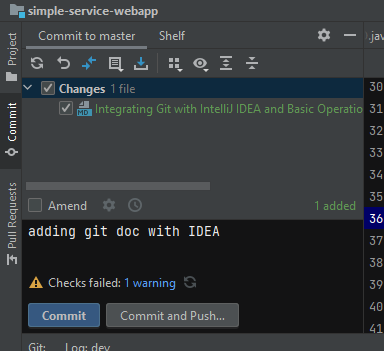 simple-service-webapp
Commit to master Shelf
.jav
Project
Commit
Pull Requests
Changes 1 file
MD Integrating Git with IntelliJ IDEA and Basic Operatio
Amend 1 added
adding git doc with IDEA
Checks failed: 1 warning
Commit Commit and Push...
Git: Log: dev
30
31
32
33
34
35
36
37
38
39
40
41